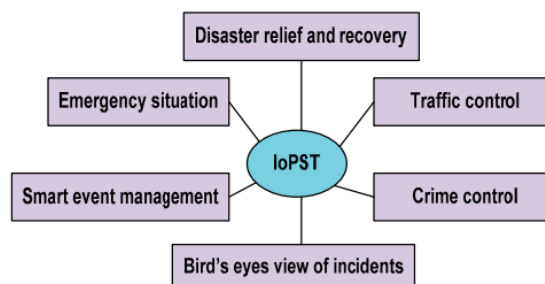 Disaster relief and recovery
Emergency situation
Traffic control
IoPST
Smart event management
Crime control
Bird's eyes view of incidents